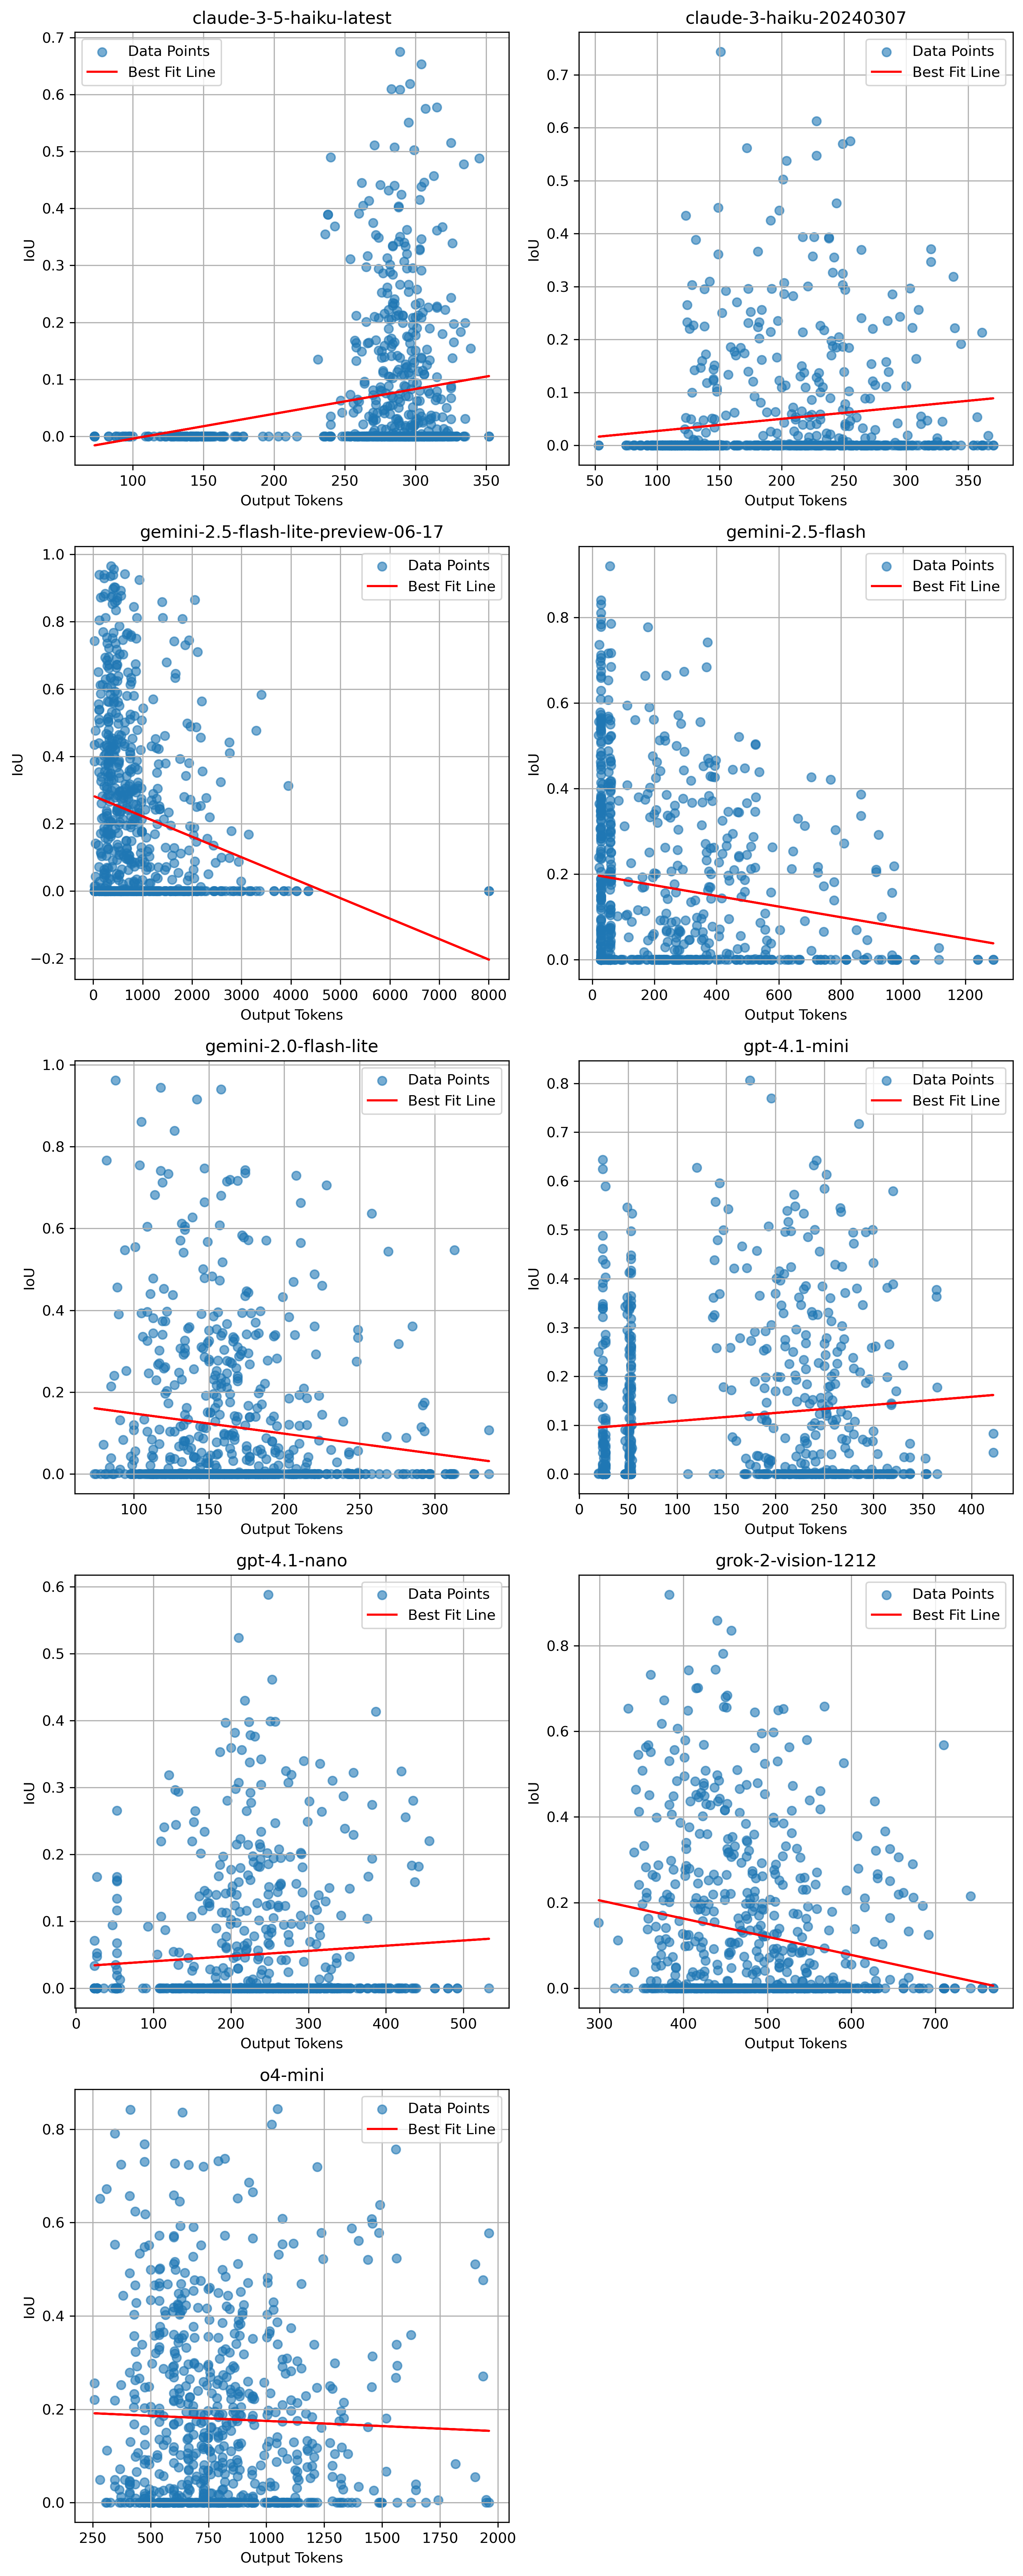 claude-3-5-haiku-latest
0.7
0.6
0.5
0.4
0.3
0.2
0.1
0.0
IoU
Data Points
Best Fit Line
100 150 200 250 300 350
Output Tokens
claude-3-haiku-20240307
0.7
0.6
0.5
0.4
0.3
0.2
0.1
0.0
IoU
Data Points
Best Fit Line
50 100 150 200 250 300 350
Output Tokens
gemini-2.5-flash-lite-preview-06-17
1.0
0.8
0.6
0.4
0.2
0.0
−0.2
IoU
Data Points
Best Fit Line
0 1000 2000 3000 4000 5000 6000 7000 8000
Output Tokens
gemini-2.5-flash
0.8
0.6
0.4
0.2
0.0
IoU
Data Points
Best Fit Line
0 200 400 600 800 1000 1200
Output Tokens
gemini-2.0-flash-lite
1.0
0.8
0.6
0.4
0.2
0.0
IoU
Data Points
Best Fit Line
100 150 200 250 300
Output Tokens
gpt-4.1-mini
0.8
0.7
0.6
0.5
0.4
0.3
0.2
0.1
0.0
IoU
Data Points
Best Fit Line
0 50 100 150 200 250 300 350 400
Output Tokens
gpt-4.1-nano
0.6
0.5
0.4
0.3
0.2
0.1
0.0
IoU
Data Points
Best Fit Line
0 100 200 300 400 500
Output Tokens
grok-2-vision-1212
0.8
0.6
0.4
0.2
0.0
IoU
Data Points
Best Fit Line
300 400 500 600 700
Output Tokens
o4-mini
0.8
0.6
0.4
0.2
0.0
IoU
Data Points
Best Fit Line
250 500 750 1000 1250 1500 1750 2000
Output Tokens